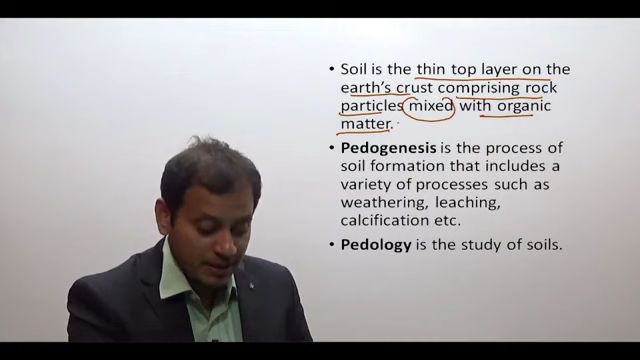 • Soil is the thin top layer on the
earth's crust comprising rock
particles mixed with organic
matter.
• Pedogenesis is the process of
soil formation that includes a
variety of processes such as
weathering, leaching,
calcification etc.
• Pedology is the study of soils.